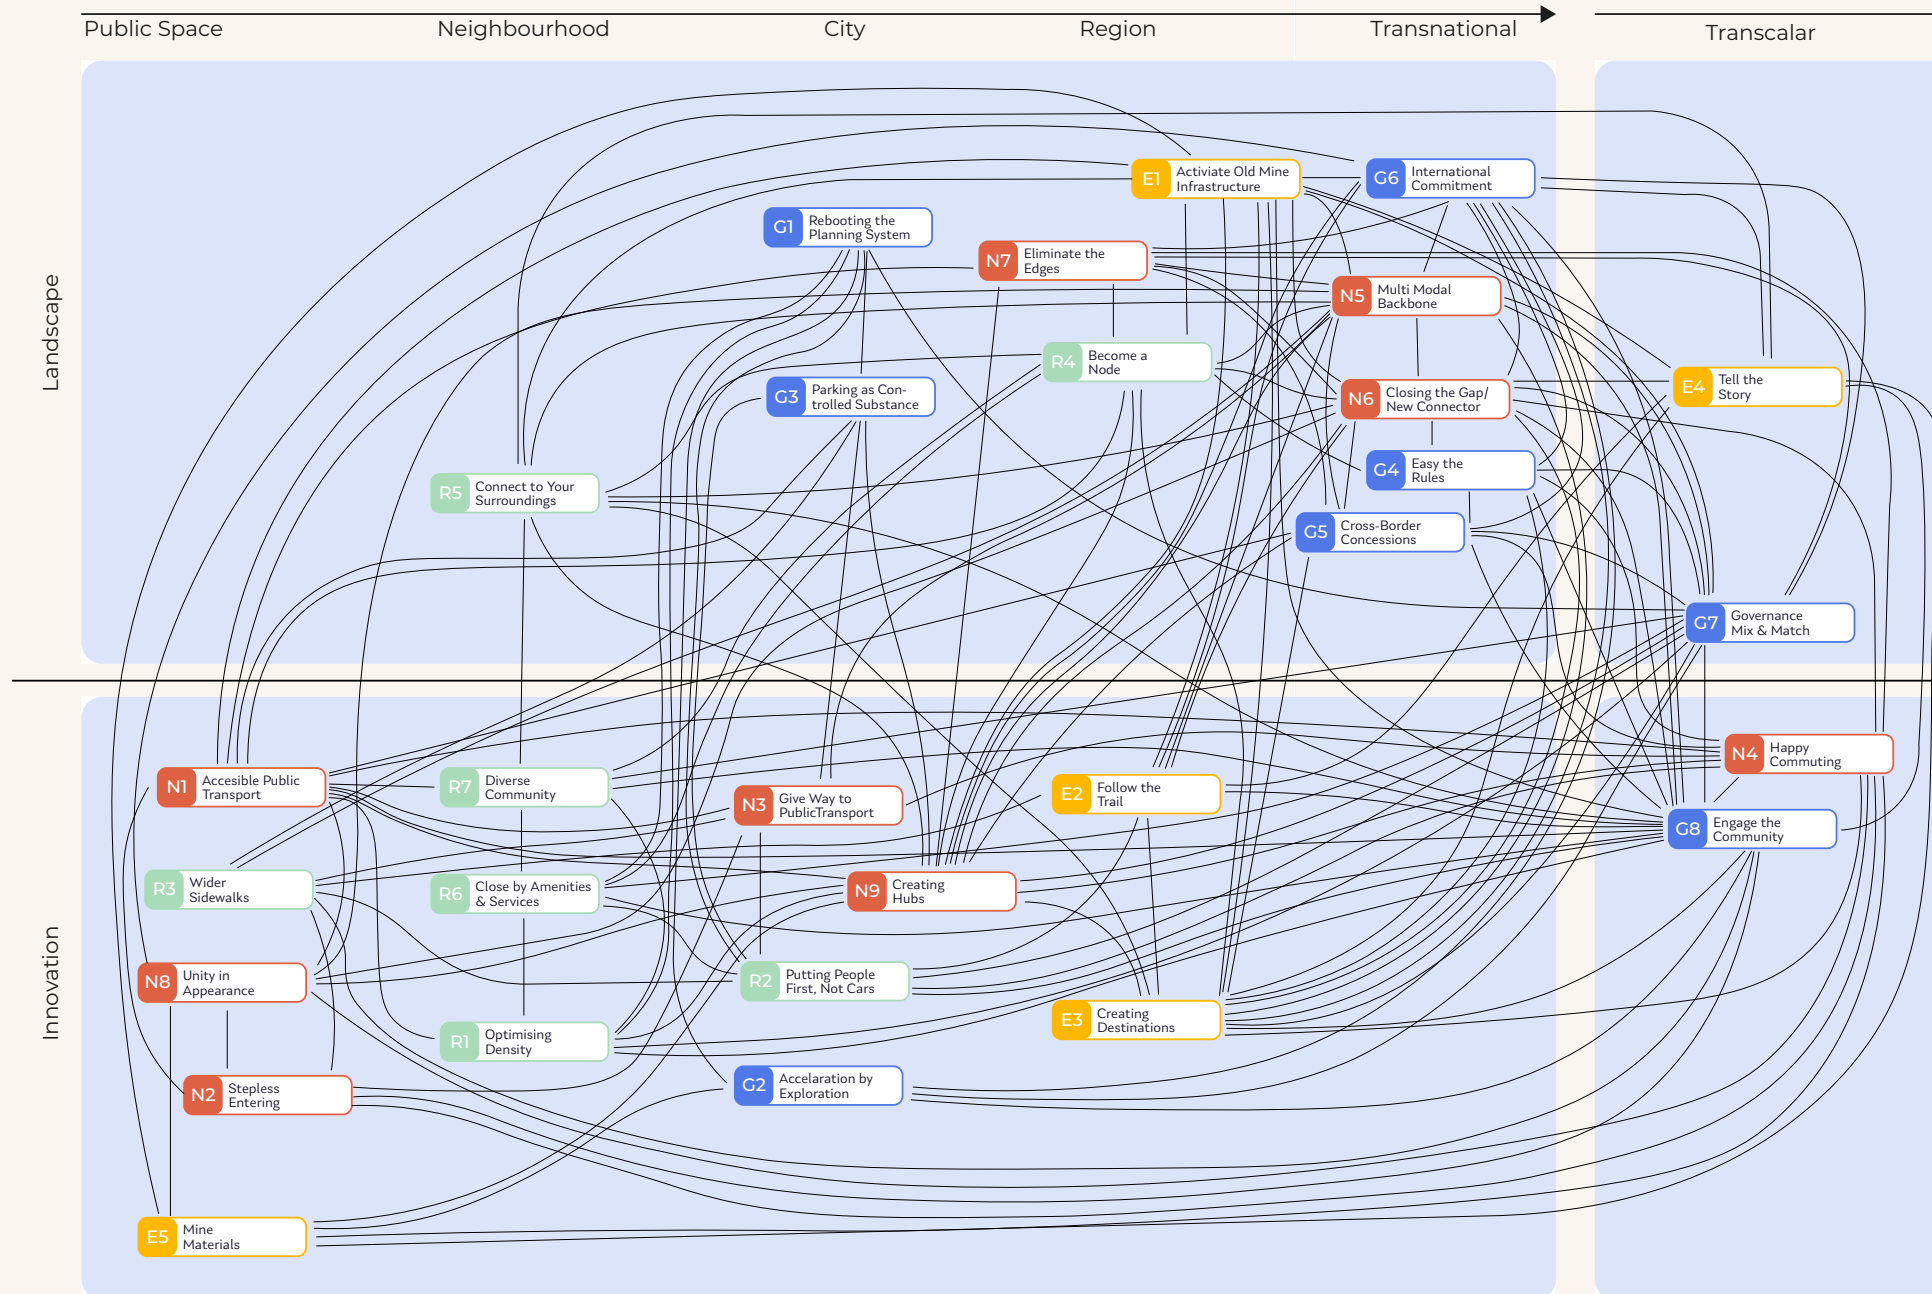 Public Space
Neighbourhood
City
Region
Transnational
Transcalar
Landscape
E1
Activiate Old Mine
Infrastructure
G6
International
Commitment
G1
Rebooting the
Planning System
N7
Eliminate the
Edges
N5
Multi Modal
Backbone
R4
Become a
Node
G3
Parking as Con-
trolled Substance
N6
Closing the Gap/
New Connector
E4
Tell the
Story
G4
Easy the
Rules
R5
Connect to Your
Surroundings
G5
Cross-Border
Concessions
G7
Governance
Mix & Match
Innovation
N4
Happy
Commuting
N1
Accesible Public
Transport
R7
Diverse
Community
N3
Give Way to
PublicTransport
E2
Follow the
Trail
G8
Engage the
Community
R3
Wider
Sidewalks
R6
Close by Amenities
& Services
N9
Creating
Hubs
N8
Unity in
Appearance
R2
Putting People
First, Not Cars
E3
Creating
Destinations
R1
Optimising
Density
N2
Stepless
Entering
G2
Accelaration by
Exploration
E5
Mine
Materials